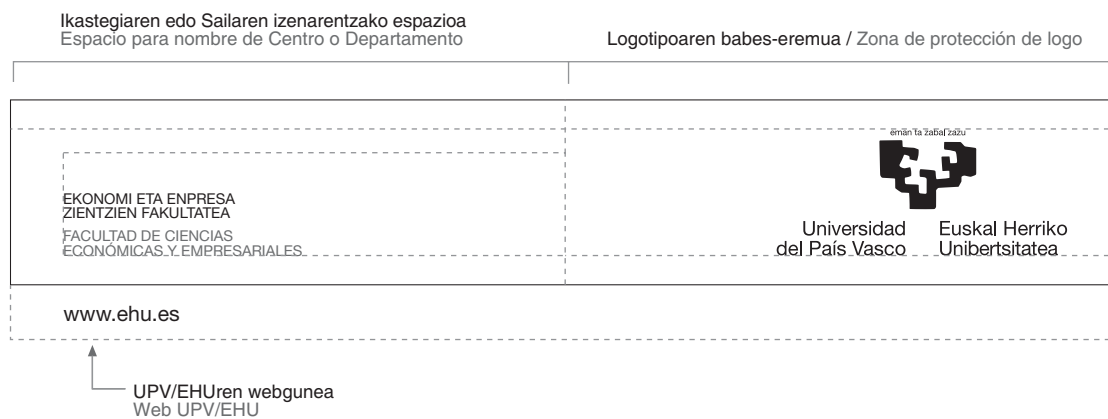 Ikastegiaren edo Sailaren izenarentzako espazioa
Espacio para nombre de Centro o Departamento
Logotipoaren babes-eremua / Zona de protección de logo
eman ta zabal zazu
EKONOMI ETA ENPRESA
ZIENTZIEN FAKULTATEA
FACULTAD DE CIENCIAS
ECONÓMICAS Y EMPRESARIALES
Universidad
del País Vasco
Euskal Herriko
Unibertsitatea
www.ehu.es
UPV/EHUren webgunea
Web UPV/EHU